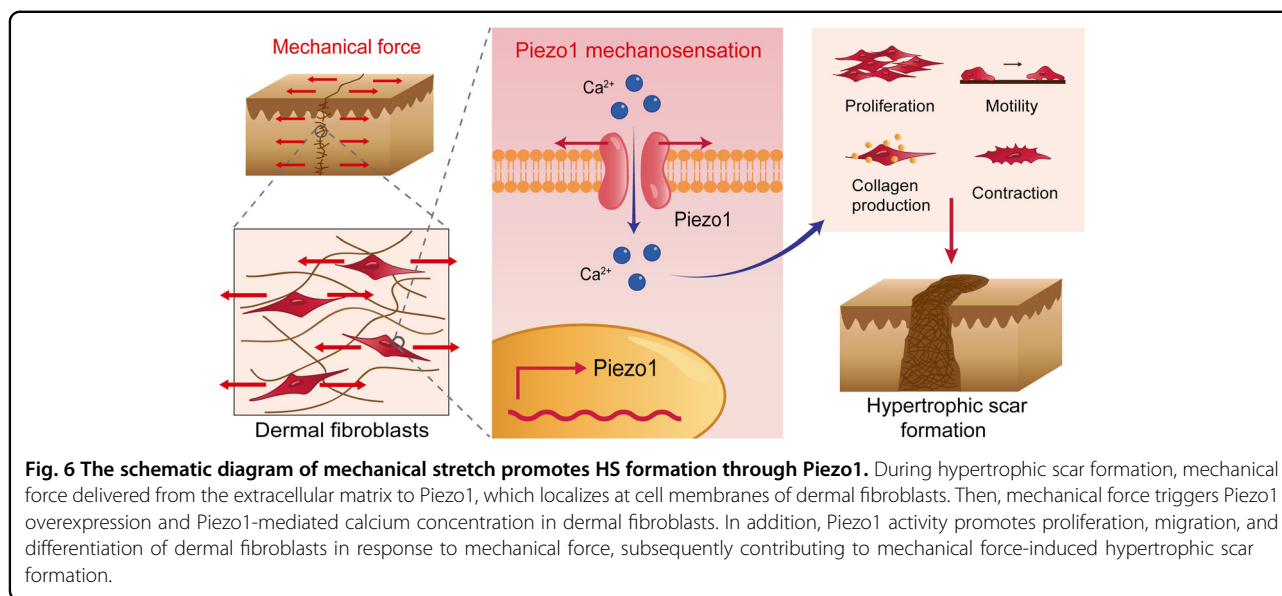 Mechanical force
Dermal fibroblasts
Piezo1 mechanosensation
Ca²⁺
Piezo1
Ca²⁺
Piezo1
Proliferation
Motility
Collagen
production
Contraction
Hypertrophic scar
formation
Fig. 6 The schematic diagram of mechanical stretch promotes HS formation through Piezo1. During hypertrophic scar formation, mechanical
force delivered from the extracellular matrix to Piezo1, which localizes at cell membranes of dermal fibroblasts. Then, mechanical force triggers Piezo1
overexpression and Piezo1-mediated calcium concentration in dermal fibroblasts. In addition, Piezo1 activity promotes proliferation, migration, and
differentiation of dermal fibroblasts in response to mechanical force, subsequently contributing to mechanical force-induced hypertrophic scar
formation.